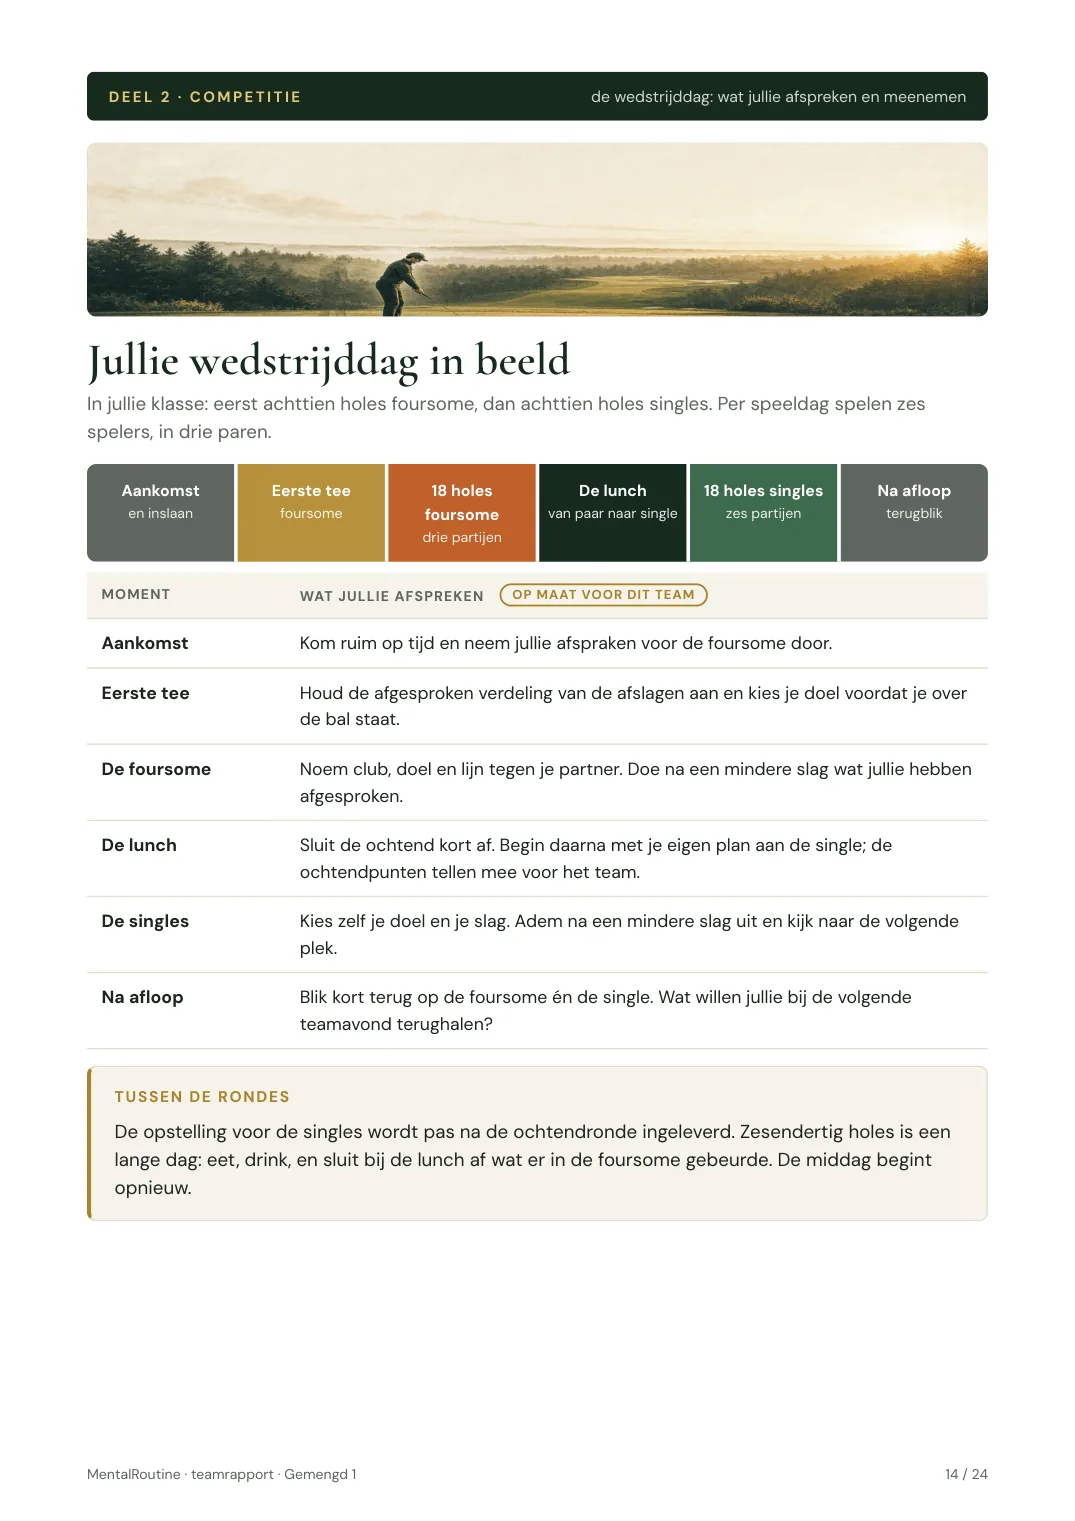 DEEL 2 · COMPETITIE
de wedstrijddag: wat jullie afspreken en meenemen
Jullie wedstrijddag in beeld
In jullie klasse: eerst achttien holes foursome, dan achttien holes singles. Per speeldag spelen zes
spelers, in drie paren.
Aankomst
en inslaan
Eerste tee
foursome
18 holes
foursome
drie partijen
De lunch
van paar naar single
18 holes singles
zes partijen
Na afloop
terugblik
MOMENT
WAT JULLIE AFSPREKEN
OP MAAT VOOR DIT TEAM
Aankomst
Kom ruim op tijd en neem jullie afspraken voor de foursome door.
Eerste tee
Houd de afgesproken verdeling van de afslagen aan en kies je doel voordat je over
de bal staat.
De foursome
Noem club, doel en lijn tegen je partner. Doe na een mindere slag wat jullie hebben
afgesproken.
De lunch
Sluit de ochtend kort af. Begin daarna met je eigen plan aan de single; de
ochtendpunten tellen mee voor het team.
De singles
Kies zelf je doel en je slag. Adem na een mindere slag uit en kijk naar de volgende
plek.
Na afloop
Blik kort terug op de foursome én de single. Wat willen jullie bij de volgende
teamavond terughalen?
TUSSEN DE RONDES
De opstelling voor de singles wordt pas na de ochtendronde ingeleverd. Zesendertig holes is een
lange dag: eet, drink, en sluit bij de lunch af wat er in de foursome gebeurde. De middag begint
opnieuw.
MentalRoutine · teamrapport · Gemengd 1
14 / 24